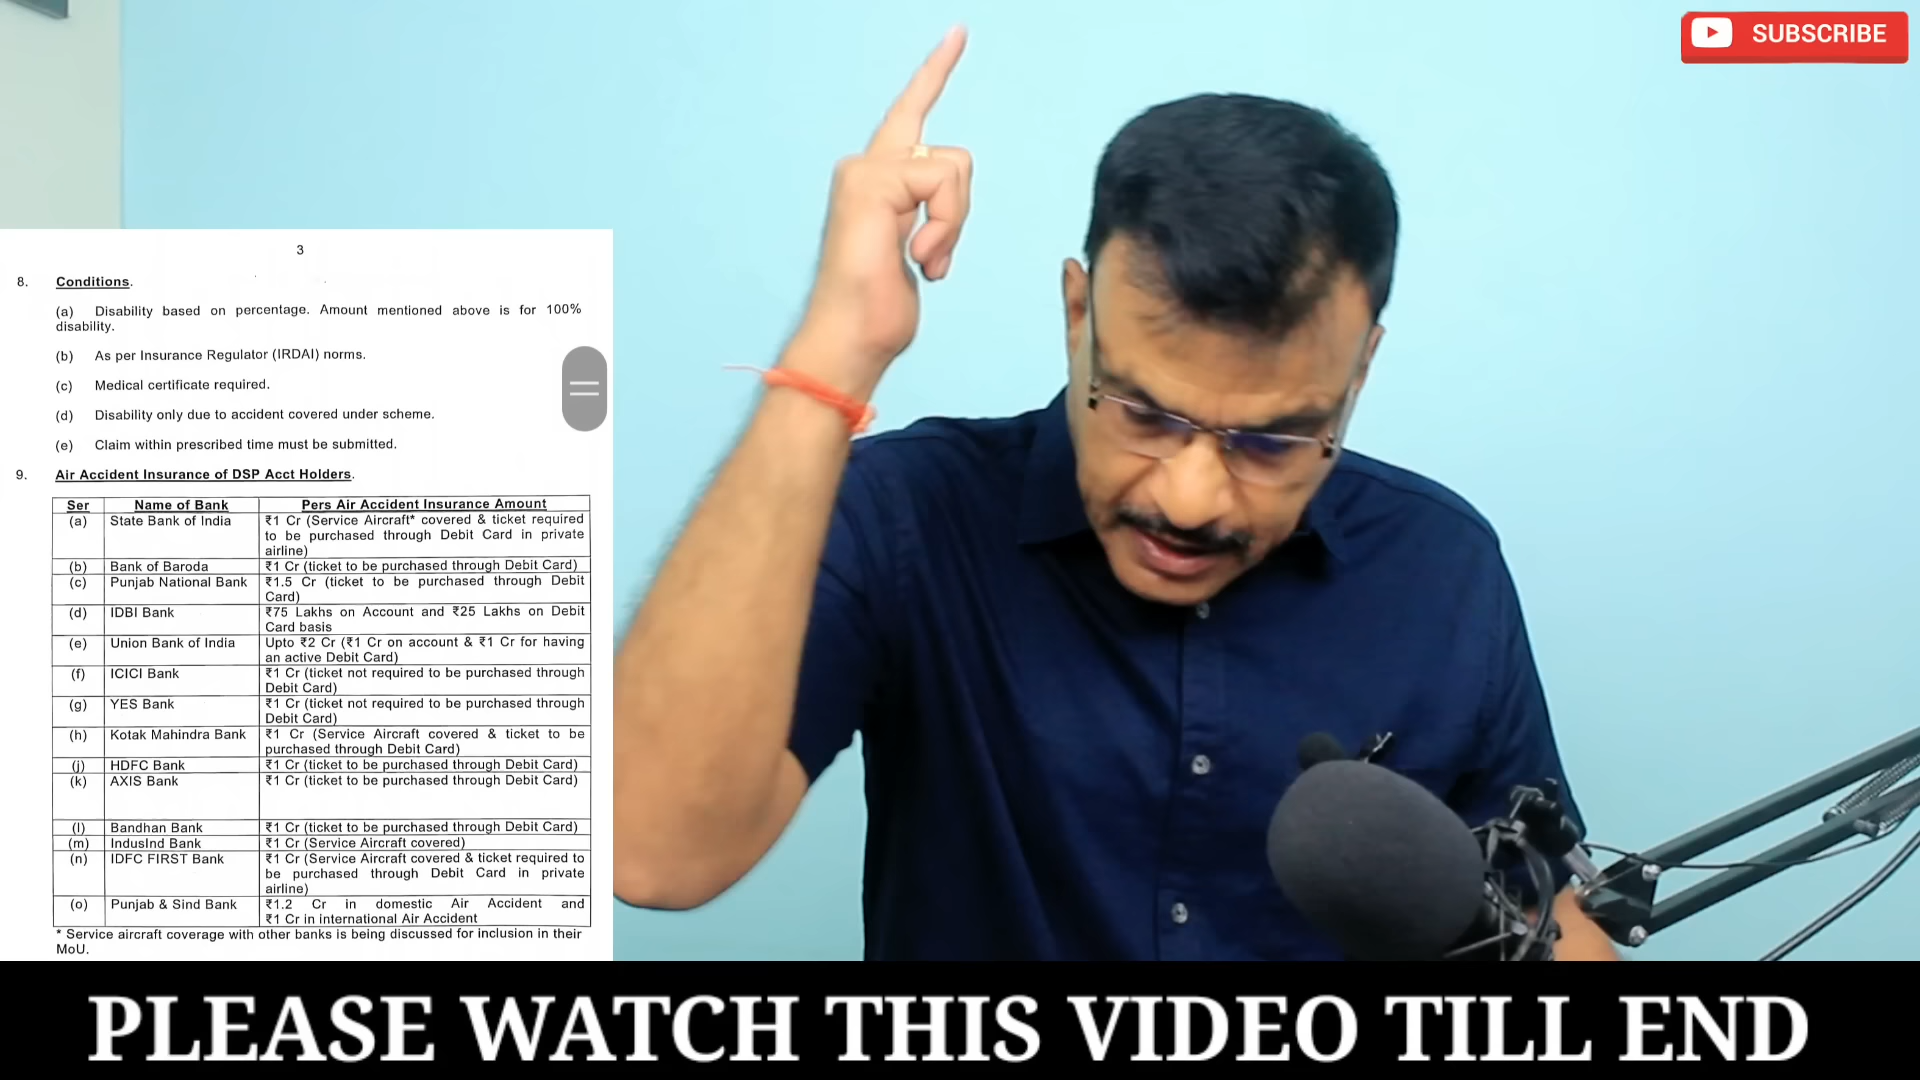 SUBSCRIBE
3
8. Conditions.
(a) Disability based on percentage. Amount mentioned above is for 100%
disability.
(b) As per Insurance Regulator (IRDAI) norms.
(c) Medical certificate required.
(d) Disability only due to accident covered under scheme.
(e) Claim within prescribed time must be submitted.
9. Air Accident Insurance of DSP Acct Holders.
Ser Name of Bank Pers Air Accident Insurance Amount
(a) State Bank of India ₹1 Cr (Service Aircraft* covered & ticket required
to be purchased through Debit Card in private
airline)
(b) Bank of Baroda ₹1 Cr (ticket to be purchased through Debit Card)
(c) Punjab National Bank ₹1.5 Cr (ticket to be purchased through Debit
Card)
(d) IDBI Bank ₹75 Lakhs on Account and ₹25 Lakhs on Debit
Card basis
(e) Union Bank of India Upto ₹2 Cr (₹1 Cr on account & ₹1 Cr for having
an active Debit Card)
(f) ICICI Bank ₹1 Cr (ticket not required to be purchased through
Debit Card)
(g) YES Bank ₹1 Cr (ticket not required to be purchased through
Debit Card)
(h) Kotak Mahindra Bank ₹1 Cr (Service Aircraft covered & ticket to be
purchased through Debit Card)
(j) HDFC Bank ₹1 Cr (ticket to be purchased through Debit Card)
(k) AXIS Bank ₹1 Cr (ticket to be purchased through Debit Card)
(l) Bandhan Bank ₹1 Cr (ticket to be purchased through Debit Card)
(m) IndusInd Bank ₹1 Cr (Service Aircraft covered)
(n) IDFC FIRST Bank ₹1 Cr (Service Aircraft covered & ticket required to
be purchased through Debit Card in private
airline)
(o) Punjab & Sind Bank ₹1.2 Cr in domestic Air Accident and
₹1 Cr in international Air Accident
* Service aircraft coverage with other banks is being discussed for inclusion in their
MoU.
PLEASE WATCH THIS VIDEO TILL END